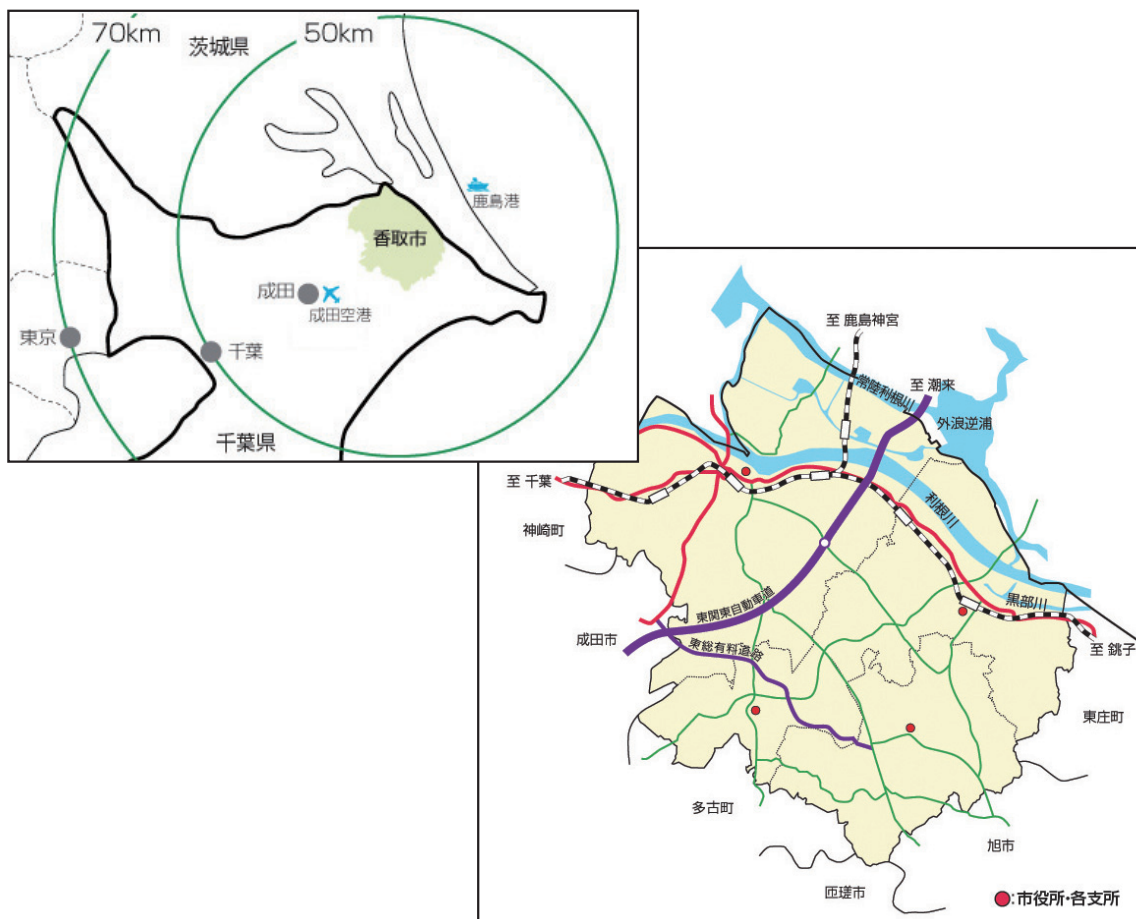 70km
50km
茨城県
鹿島港
香取市
成田
成田空港
東京
千葉
千葉県
至 鹿島神宮
常陸利根川
至 潮来
外浪逆浦
至 千葉
利根川
神崎町
黒部川
東関東自動車道
成田市
東総有料道路
至 銚子
東庄町
多古町
旭市
匝瑳市
●:市役所・各支所